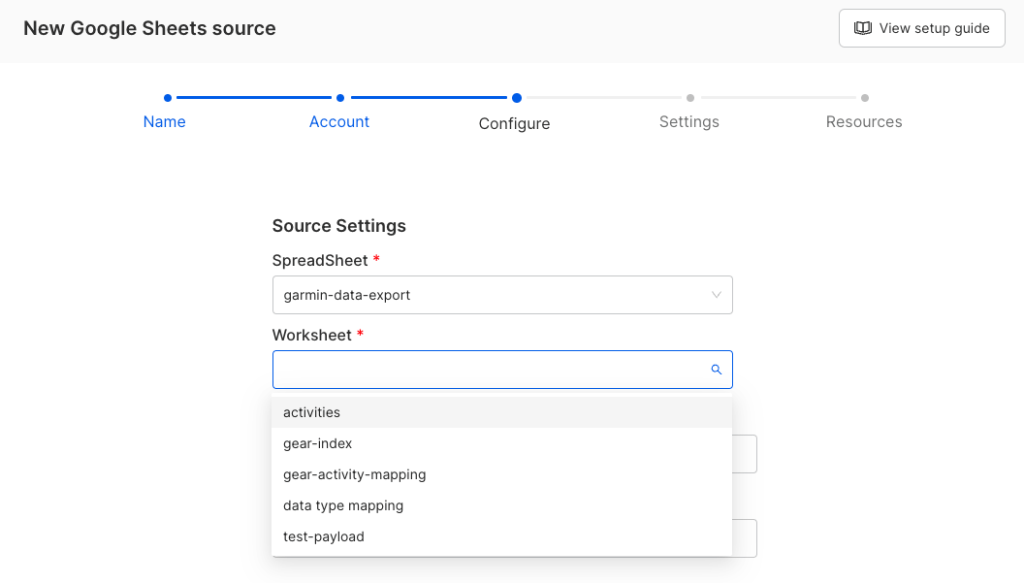 New Google Sheets source
View setup guide
Name
Account
Configure
Settings
Resources
Source Settings
SpreadSheet *
garmin-data-export
Worksheet *
activities
gear-index
gear-activity-mapping
data type mapping
test-payload